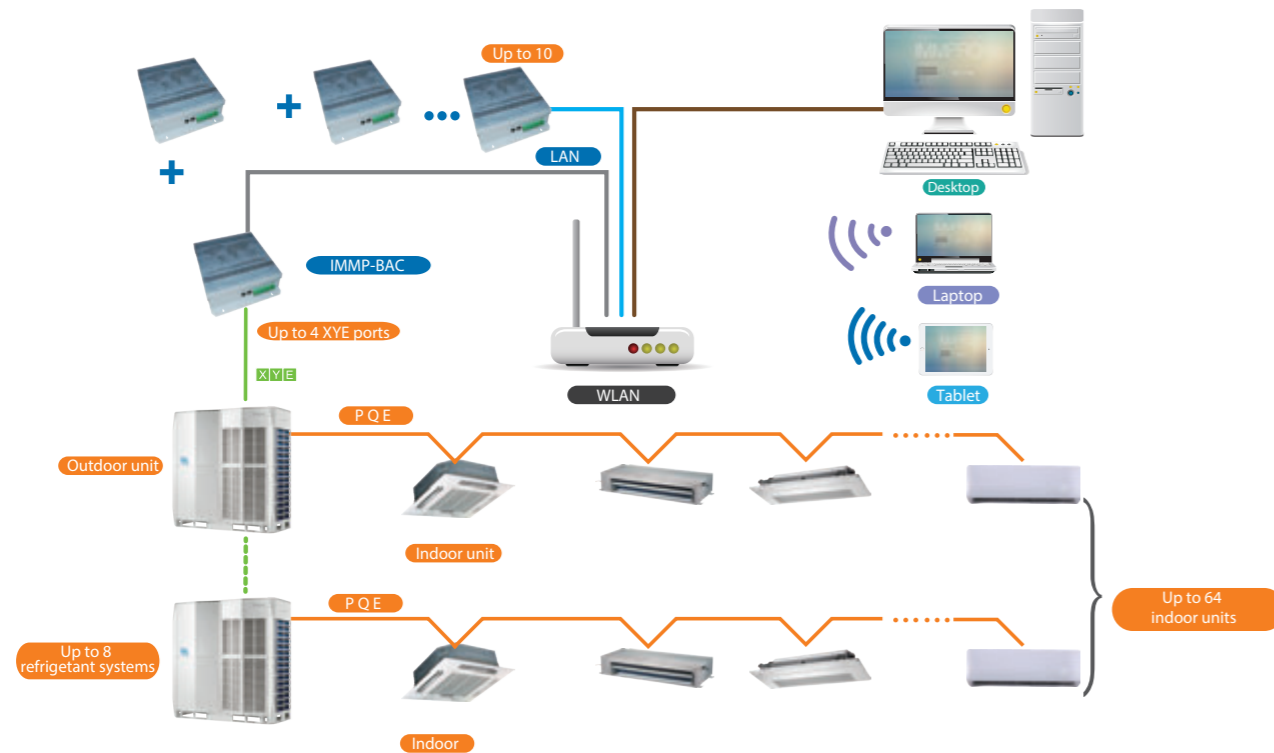 Up to 10
LAN
Desktop
IMMP-BAC
Laptop
Up to 4 XYE ports
X Y E
WLAN
Tablet
P Q E
Outdoor unit
Indoor unit
P Q E
Up to 64
indoor units
Up to 8
refrigetant systems
Indoor